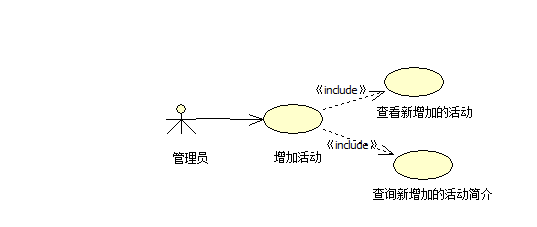 《include》
查看新增加的活动
管理员
增加活动
《include》
查询新增加的活动简介